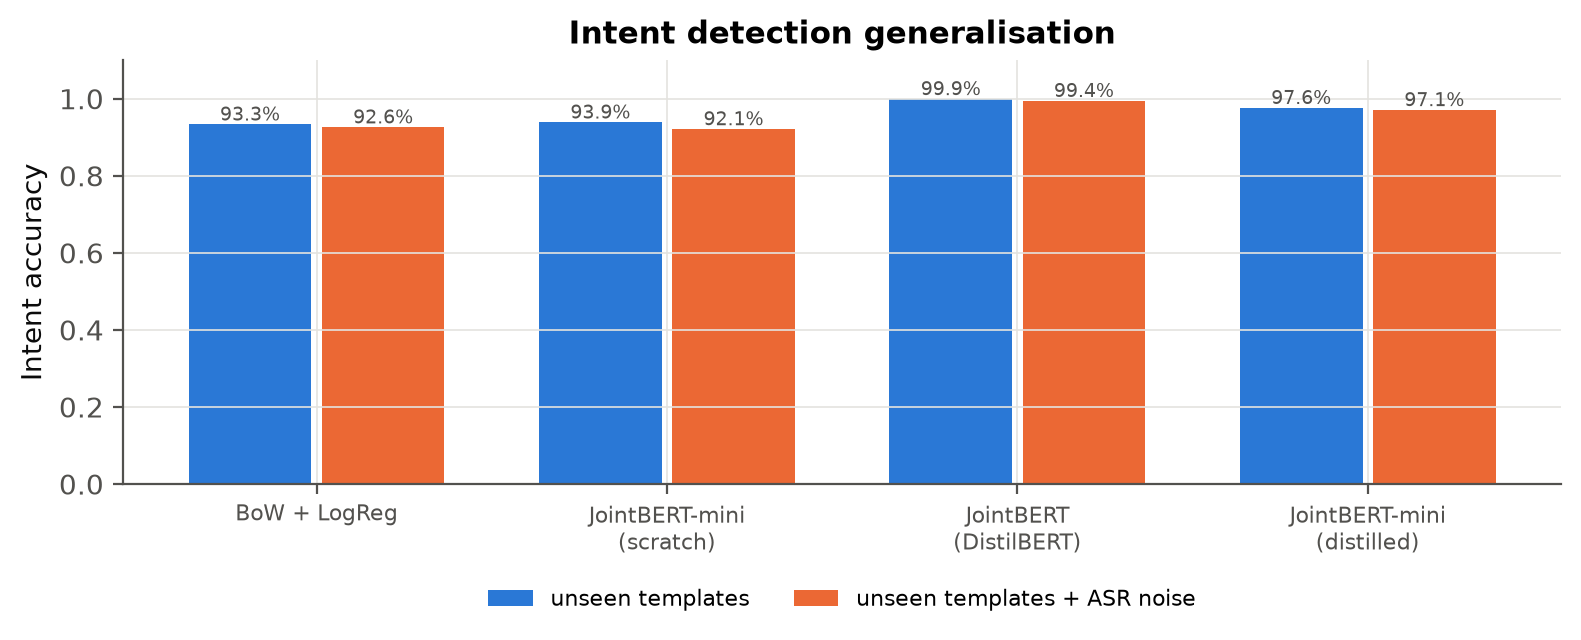 Intent detection generalisation
Intent accuracy
1.0
0.8
0.6
0.4
0.2
0.0
93.3%
92.6%
93.9%
92.1%
99.9%
99.4%
97.6%
97.1%
BoW + LogReg
JointBERT-mini
(scratch)
JointBERT
(DistilBERT)
JointBERT-mini
(distilled)
unseen templates
unseen templates + ASR noise